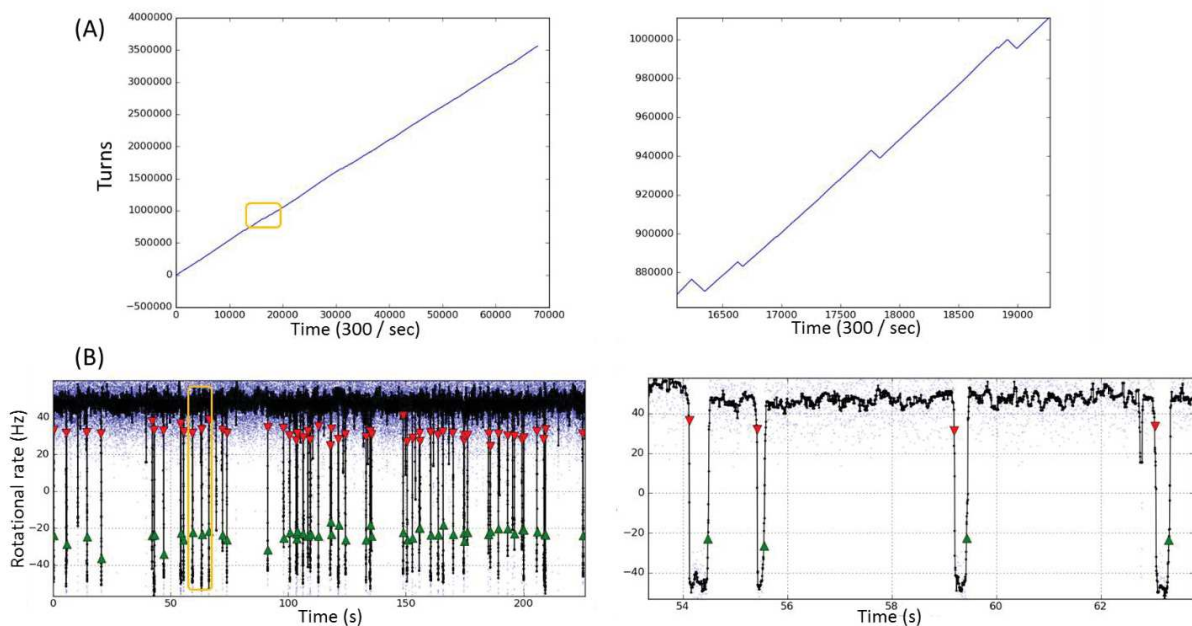 (A)
4000000
3500000
3000000
2500000
2000000
1500000
1000000
500000
0
−500000
Turns
0 10000 20000 30000 40000 50000 60000 70000
Time (300 / sec)
1000000
980000
960000
940000
920000
900000
880000
16500 17000 17500 18000 18500 19000
Time (300 / sec)
(B)
40
20
0
−20
−40
Rotational rate (Hz)
0 50 100 150 200
Time (s)
40
20
0
−20
−40
54 56 58 60 62
Time (s)